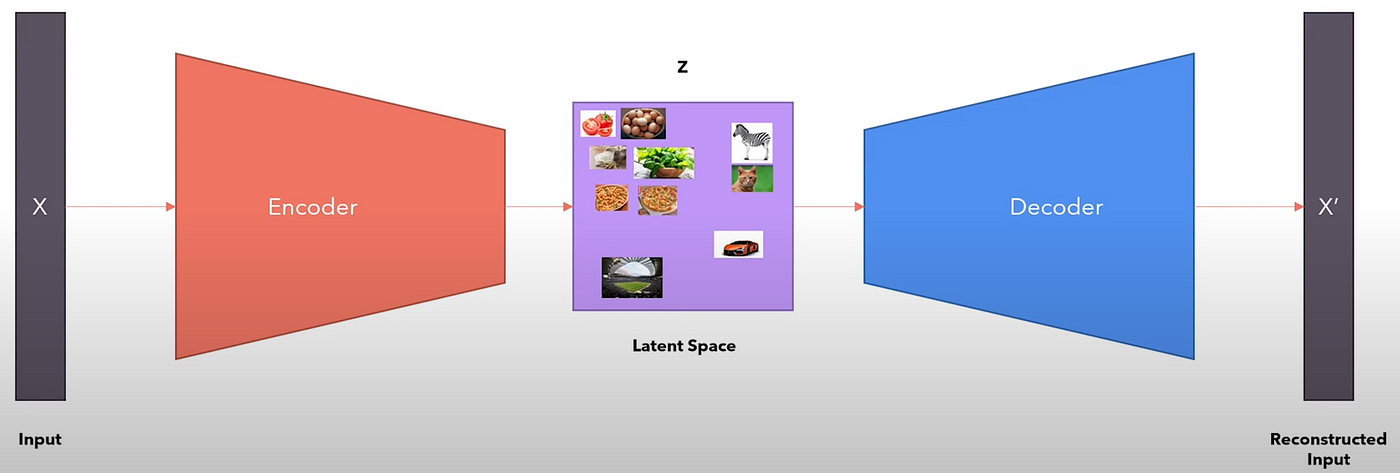 Z
X
Encoder
Decoder
X′
Latent Space
Input
Reconstructed
Input